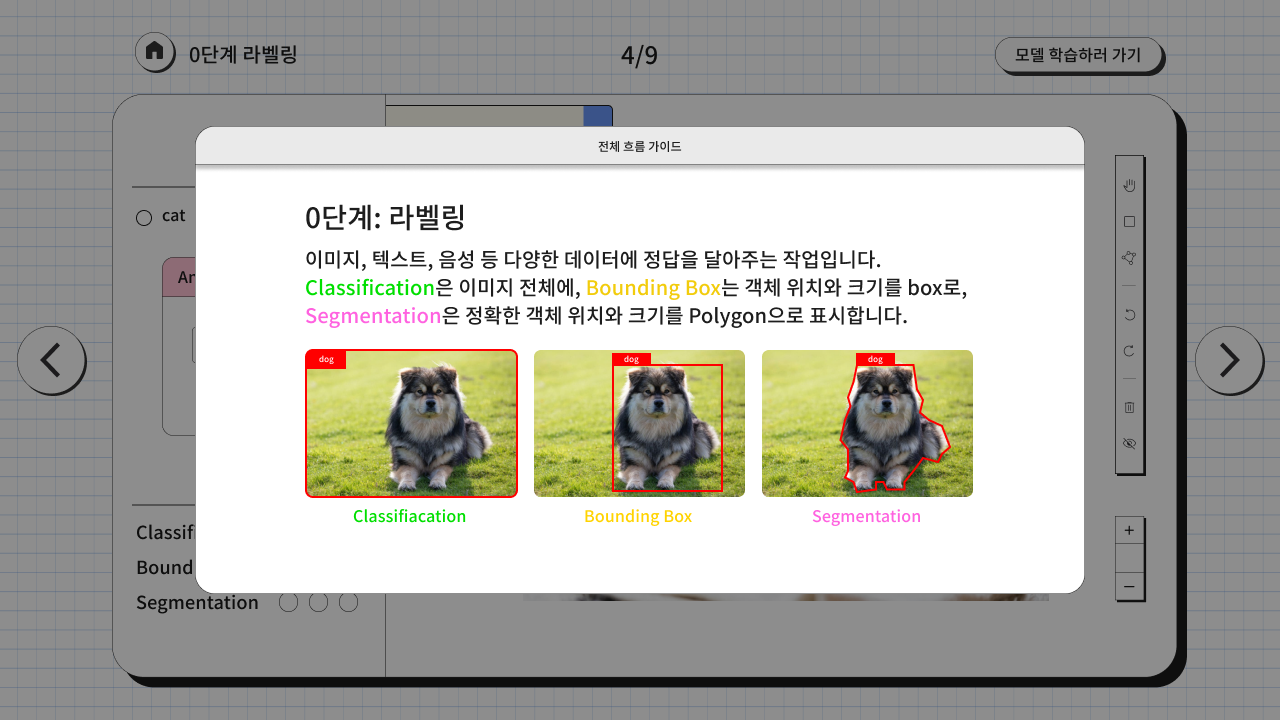 0단계 라벨링
4/9
모델 학습하러 가기
전체 흐름 가이드
cat
An
0단계: 라벨링
이미지, 텍스트, 음성 등 다양한 데이터에 정답을 달아주는 작업입니다.
Classification은 이미지 전체에, Bounding Box는 객체 위치와 크기를 box로,
Segmentation은 정확한 객체 위치와 크기를 Polygon으로 표시합니다.
dog
dog
dog
Classifiacation
Bounding Box
Segmentation
Classif
Bound
Segmentation
+
−